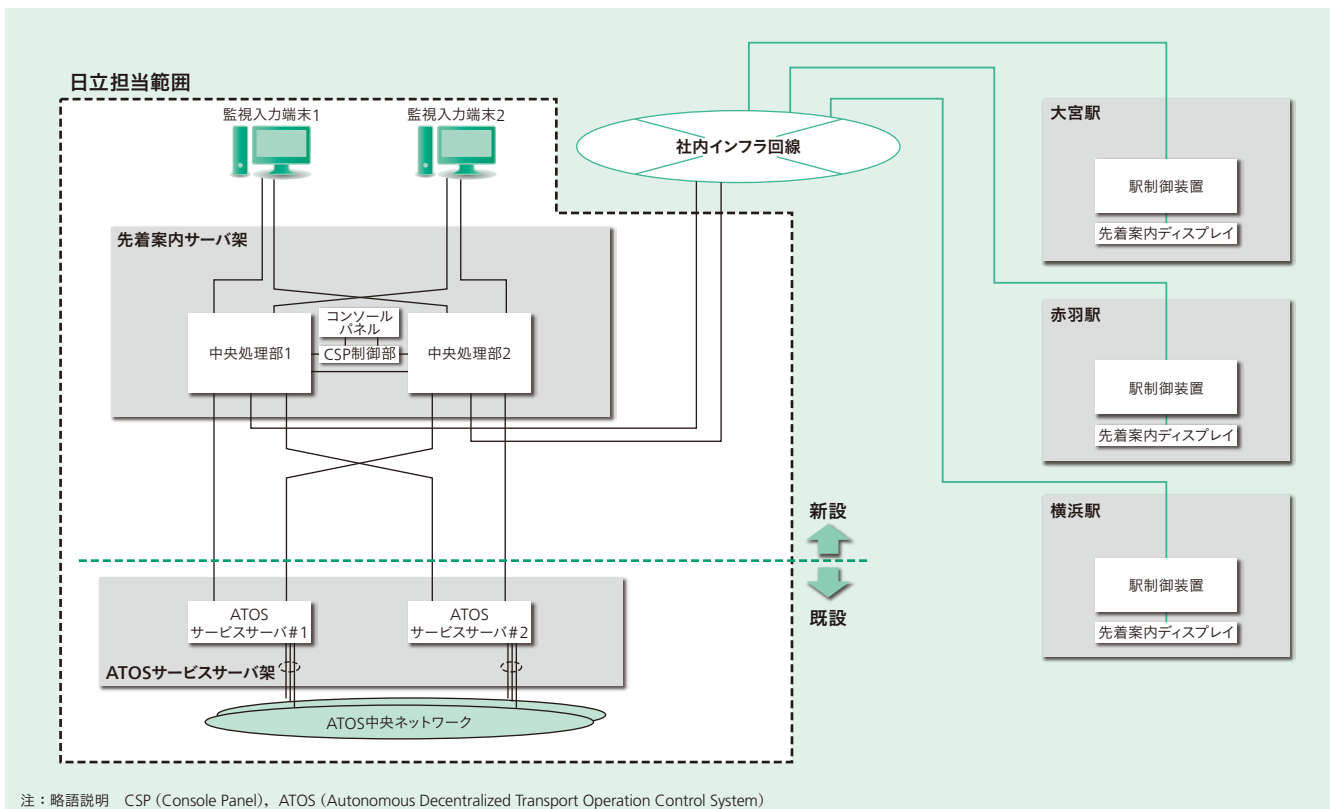 日立担当範囲
監視入力端末1
監視入力端末2
社内インフラ回線
先着案内サーバ架
コンソール
パネル
中央処理部1
CSP制御部
中央処理部2
大宮駅
駅制御装置
先着案内ディスプレイ
赤羽駅
駅制御装置
先着案内ディスプレイ
横浜駅
駅制御装置
先着案内ディスプレイ
新設
既設
ATOS
サービスサーバ#1
ATOS
サービスサーバ#2
ATOSサービスサーバ架
ATOS中央ネットワーク
注：略語説明　CSP（Console Panel），ATOS（Autonomous Decentralized Transport Operation Control System）